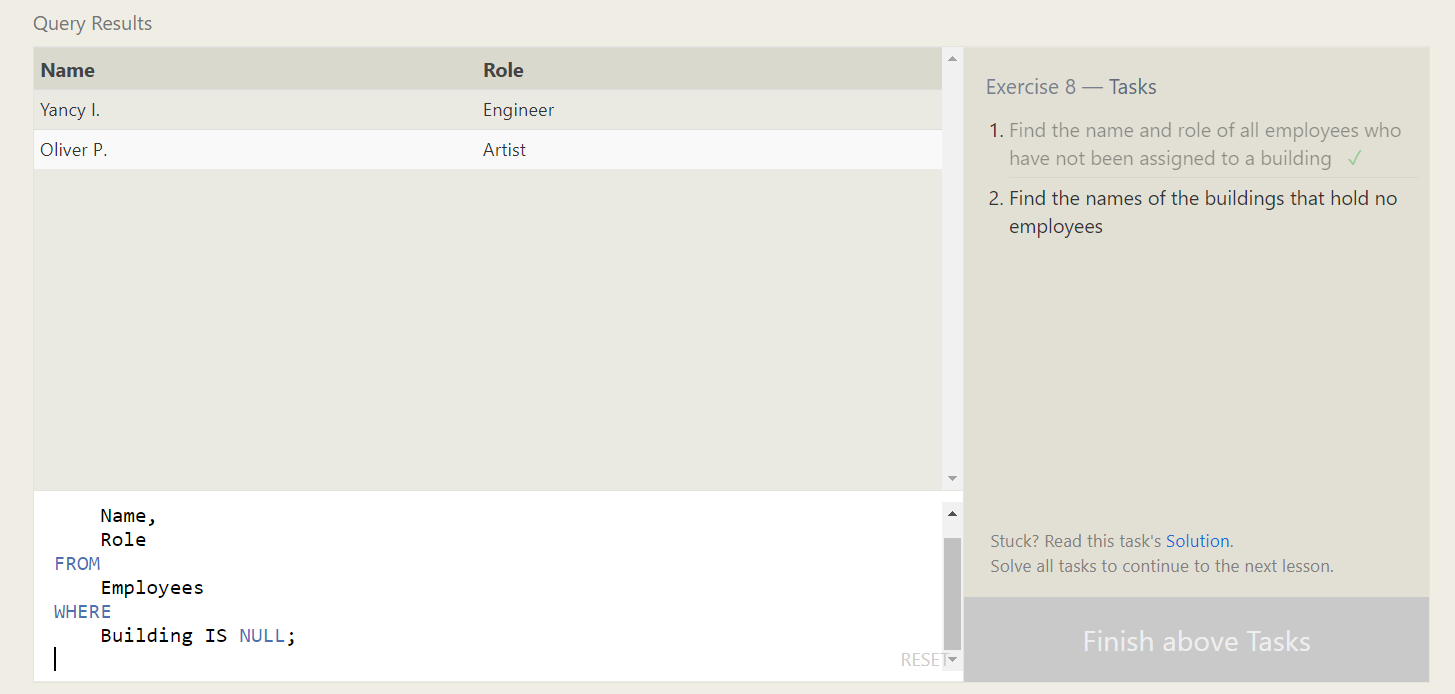 Query Results
Name Role
Yancy I. Engineer
Oliver P. Artist
Exercise 8 — Tasks
1. Find the name and role of all employees who
have not been assigned to a building ✓
2. Find the names of the buildings that hold no
employees
Stuck? Read this task's Solution.
Solve all tasks to continue to the next lesson.
Finish above Tasks
Name,
Role
FROM
Employees
WHERE
Building IS NULL;
RESET